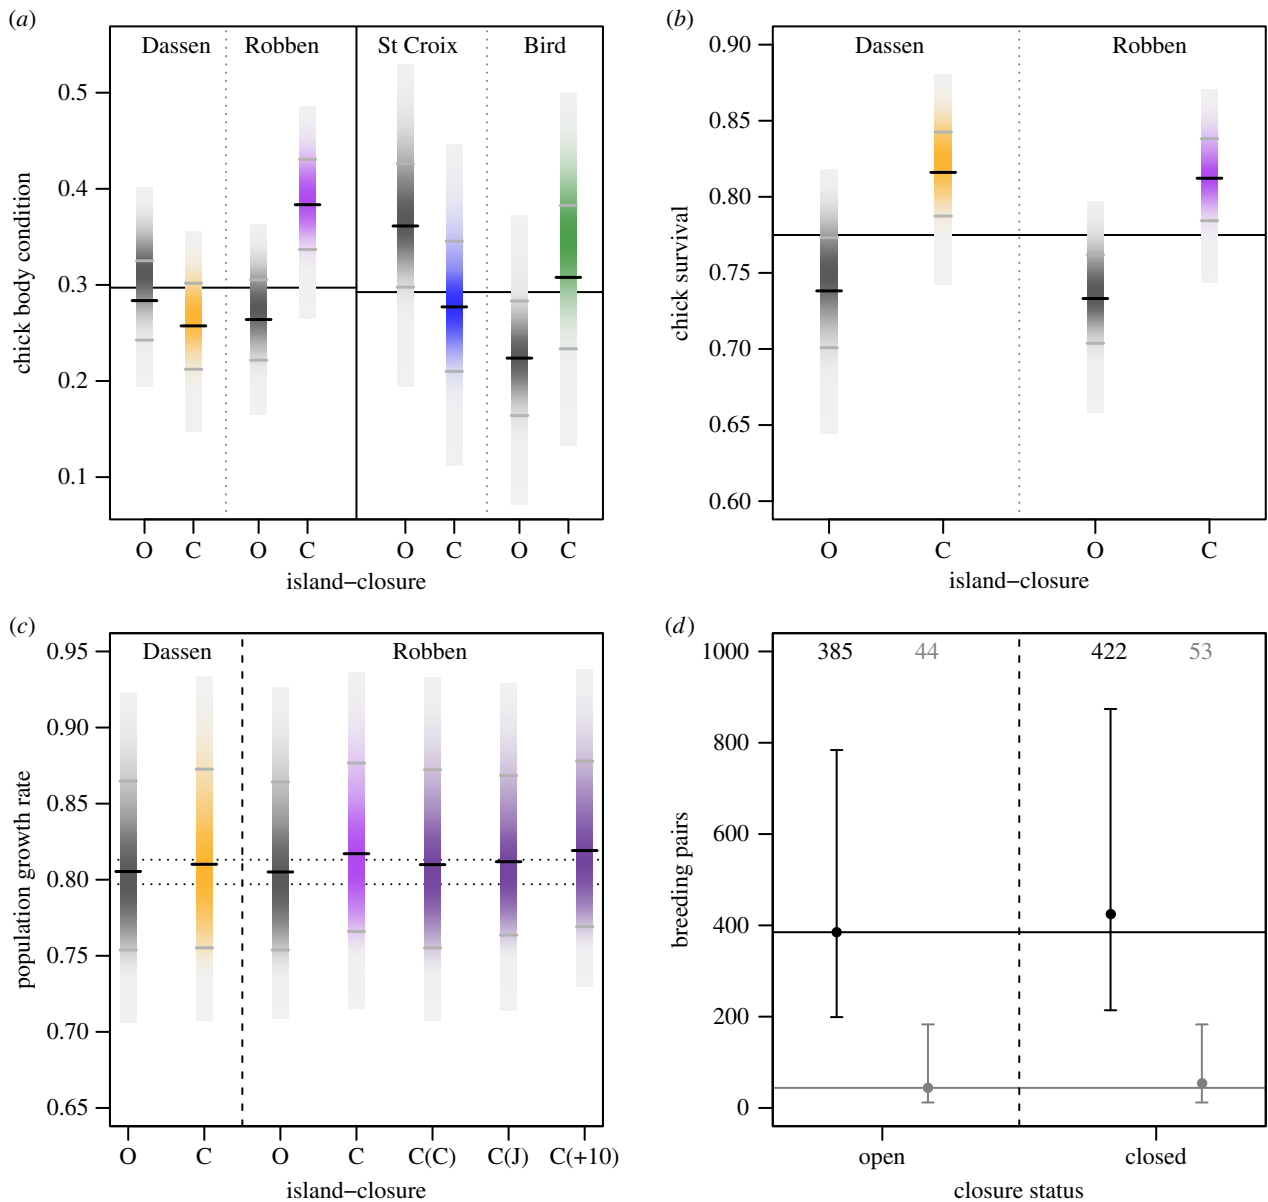 (a)
Dassen Robben St Croix Bird
0.5
0.4
0.3
0.2
0.1
chick body condition
O C O C O C O C
island–closure
(b)
Dassen Robben
0.90
0.85
0.80
0.75
0.70
0.65
0.60
chick survival
O C O C
island–closure
(c)
Dassen Robben
0.95
0.90
0.85
0.80
0.75
0.70
0.65
population growth rate
O C O C C(C) C(J) C(+10)
island–closure
(d)
385 44 422 53
1000
800
600
400
200
0
breeding pairs
open closed
closure status